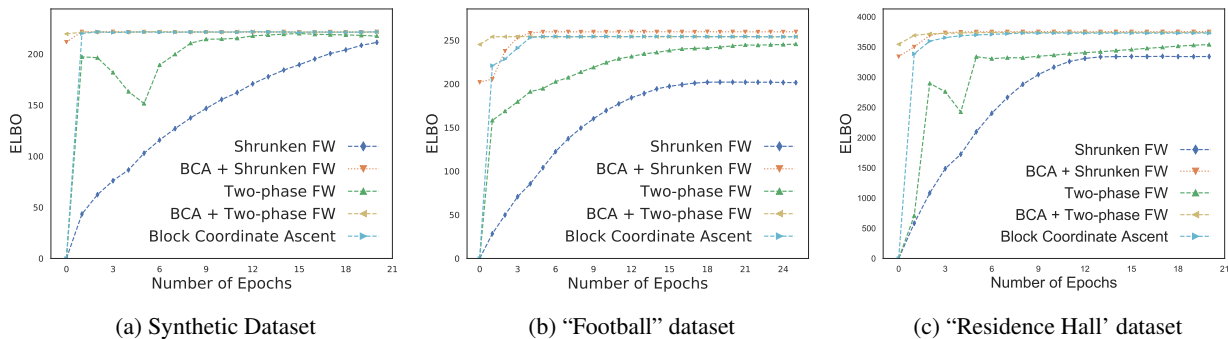 ELBO
200
150
100
50
0
0 3 6 9 12 15 18 21
Number of Epochs
Shrunken FW
BCA + Shrunken FW
Two-phase FW
BCA + Two-phase FW
Block Coordinate Ascent
(a) Synthetic Dataset
ELBO
250
200
150
100
50
0
0 3 6 9 12 15 18 21 24
Number of Epochs
Shrunken FW
BCA + Shrunken FW
Two-phase FW
BCA + Two-phase FW
Block Coordinate Ascent
(b) “Football” dataset
ELBO
4000
3500
3000
2500
2000
1500
1000
500
0
0 3 6 9 12 15 18 21
Number of Epochs
Shrunken FW
BCA + Shrunken FW
Two-phase FW
BCA + Two-phase FW
Block Coordinate Ascent
(c) “Residence Hall’ dataset